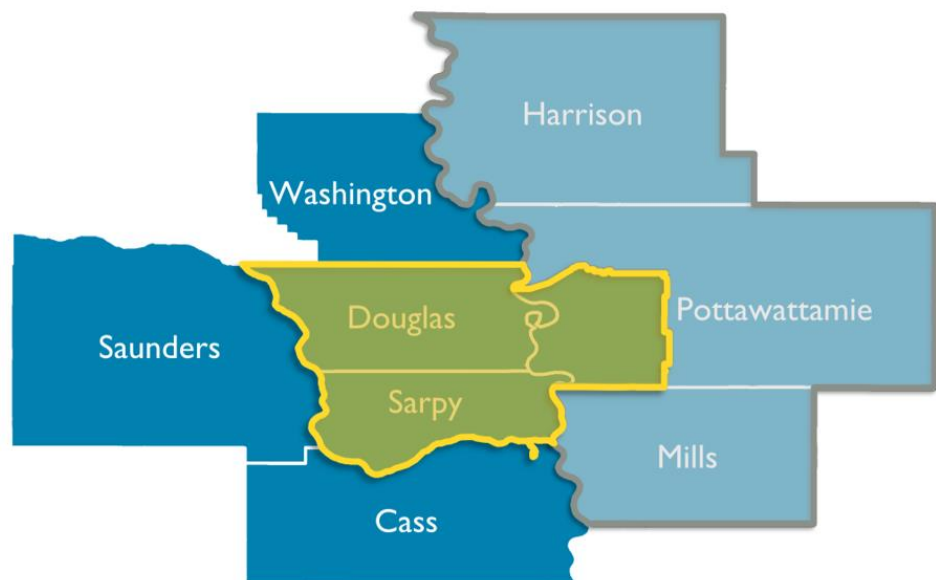 Harrison
Washington
Douglas
Pottawattamie
Saunders
Sarpy
Mills
Cass